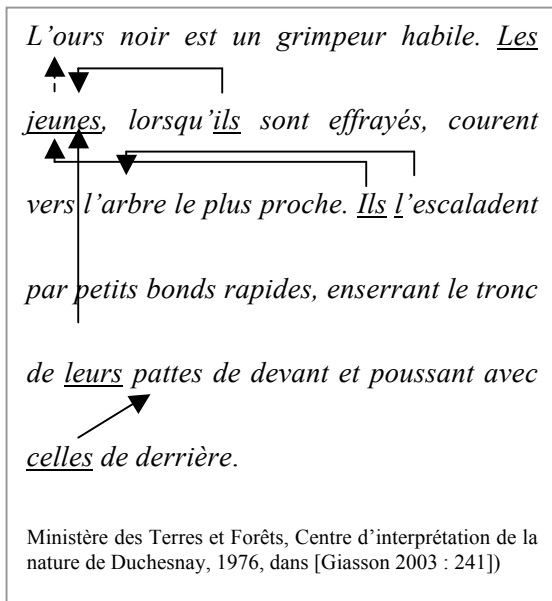 L’ours noir est un grimpeur habile. Les
jeunes, lorsqu’ils sont effrayés, courent
vers l’arbre le plus proche. Ils l’escaladent
par petits bonds rapides, enserrant le tronc
de leurs pattes de devant et poussant avec
celles de derrière.
Ministère des Terres et Forêts, Centre d’interprétation de la
nature de Duchesnay, 1976, dans [Giasson 2003 : 241])